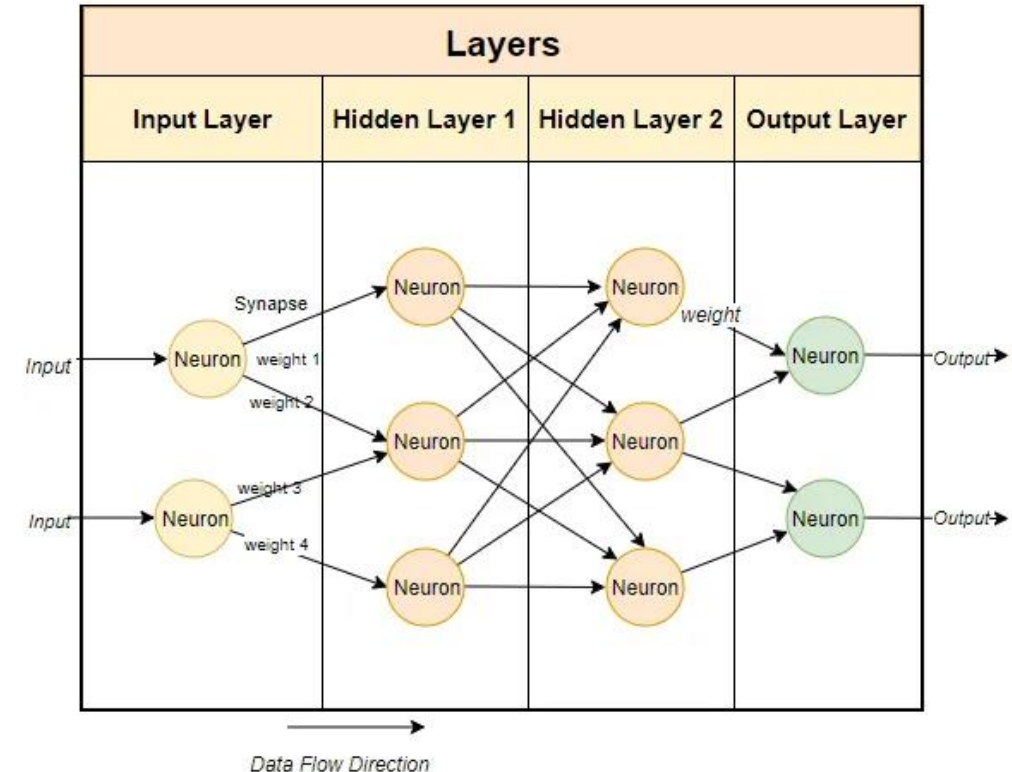 Layers
Input Layer
Hidden Layer 1
Hidden Layer 2
Output Layer
Neuron
Neuron
Synapse
weight
Input
Neuron
weight 1
Neuron
Output
weight 2
Neuron
Neuron
weight 3
Input
Neuron
Neuron
Output
weight 4
Neuron
Neuron
Data Flow Direction